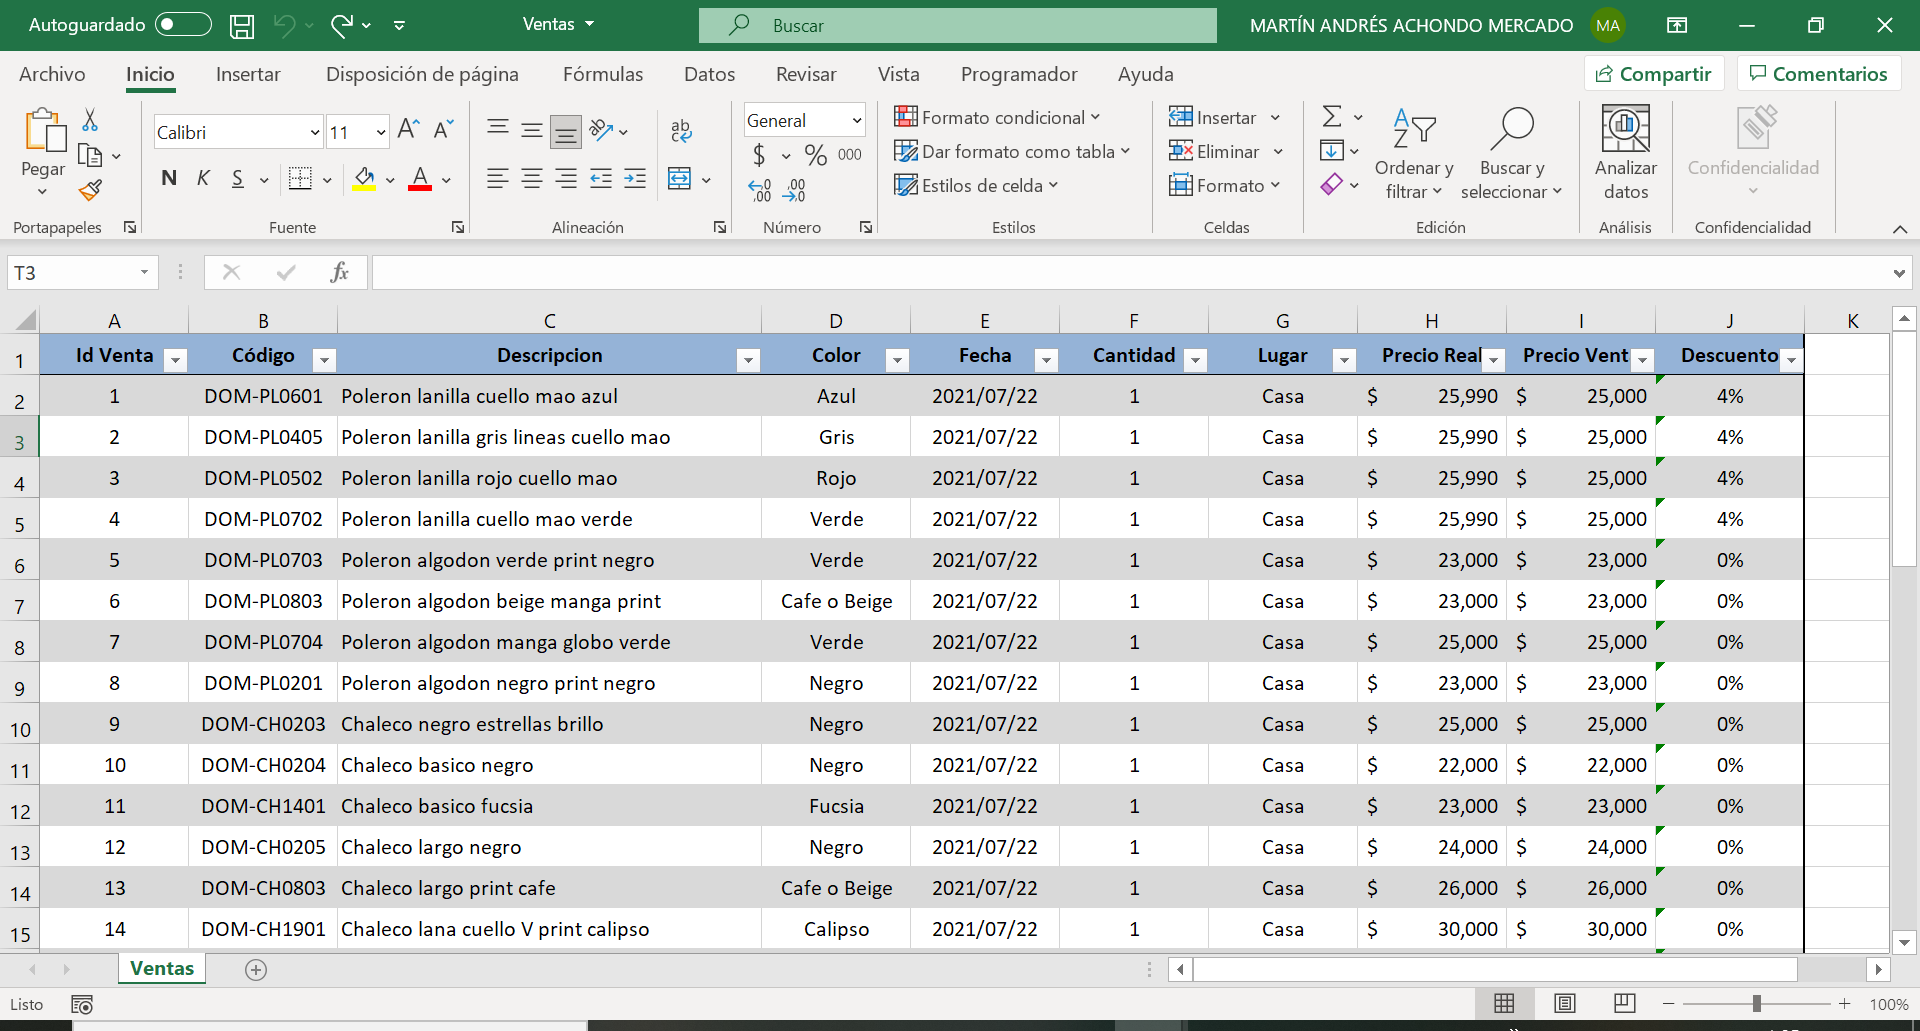 Autoguardado
Ventas
Buscar
MARTÍN ANDRÉS ACHONDO MERCADO MA
Archivo Inicio Insertar Disposición de página Fórmulas Datos Revisar Vista Programador Ayuda Compartir Comentarios
Pegar
Portapapeles
Calibri 11
N K S A
Fuente
ab
Alineación
General
$ % 000
Número
Formato condicional
Dar formato como tabla
Estilos de celda
Estilos
Insertar
Eliminar
Formato
Celdas
Ordenar y filtrar
Buscar y seleccionar
Edición
Analizar datos
Análisis
Confidencialidad
Confidencialidad
T3 fx
A B C D E F G H I J K
1 Id Venta Código Descripcion Color Fecha Cantidad Lugar Precio Real Precio Vent Descuento
2 1 DOM-PL0601 Poleron lanilla cuello mao azul Azul 2021/07/22 1 Casa $ 25,990 $ 25,000 4%
3 2 DOM-PL0405 Poleron lanilla gris lineas cuello mao Gris 2021/07/22 1 Casa $ 25,990 $ 25,000 4%
4 3 DOM-PL0502 Poleron lanilla rojo cuello mao Rojo 2021/07/22 1 Casa $ 25,990 $ 25,000 4%
5 4 DOM-PL0702 Poleron lanilla cuello mao verde Verde 2021/07/22 1 Casa $ 25,990 $ 25,000 4%
6 5 DOM-PL0703 Poleron algodon verde print negro Verde 2021/07/22 1 Casa $ 23,000 $ 23,000 0%
7 6 DOM-PL0803 Poleron algodon beige manga print Cafe o Beige 2021/07/22 1 Casa $ 23,000 $ 23,000 0%
8 7 DOM-PL0704 Poleron algodon manga globo verde Verde 2021/07/22 1 Casa $ 25,000 $ 25,000 0%
9 8 DOM-PL0201 Poleron algodon negro print negro Negro 2021/07/22 1 Casa $ 23,000 $ 23,000 0%
10 9 DOM-CH0203 Chaleco negro estrellas brillo Negro 2021/07/22 1 Casa $ 25,000 $ 25,000 0%
11 10 DOM-CH0204 Chaleco basico negro Negro 2021/07/22 1 Casa $ 22,000 $ 22,000 0%
12 11 DOM-CH1401 Chaleco basico fucsia Fucsia 2021/07/22 1 Casa $ 23,000 $ 23,000 0%
13 12 DOM-CH0205 Chaleco largo negro Negro 2021/07/22 1 Casa $ 24,000 $ 24,000 0%
14 13 DOM-CH0803 Chaleco largo print cafe Cafe o Beige 2021/07/22 1 Casa $ 26,000 $ 26,000 0%
15 14 DOM-CH1901 Chaleco lana cuello V print calipso Calipso 2021/07/22 1 Casa $ 30,000 $ 30,000 0%
Ventas
Listo
100%